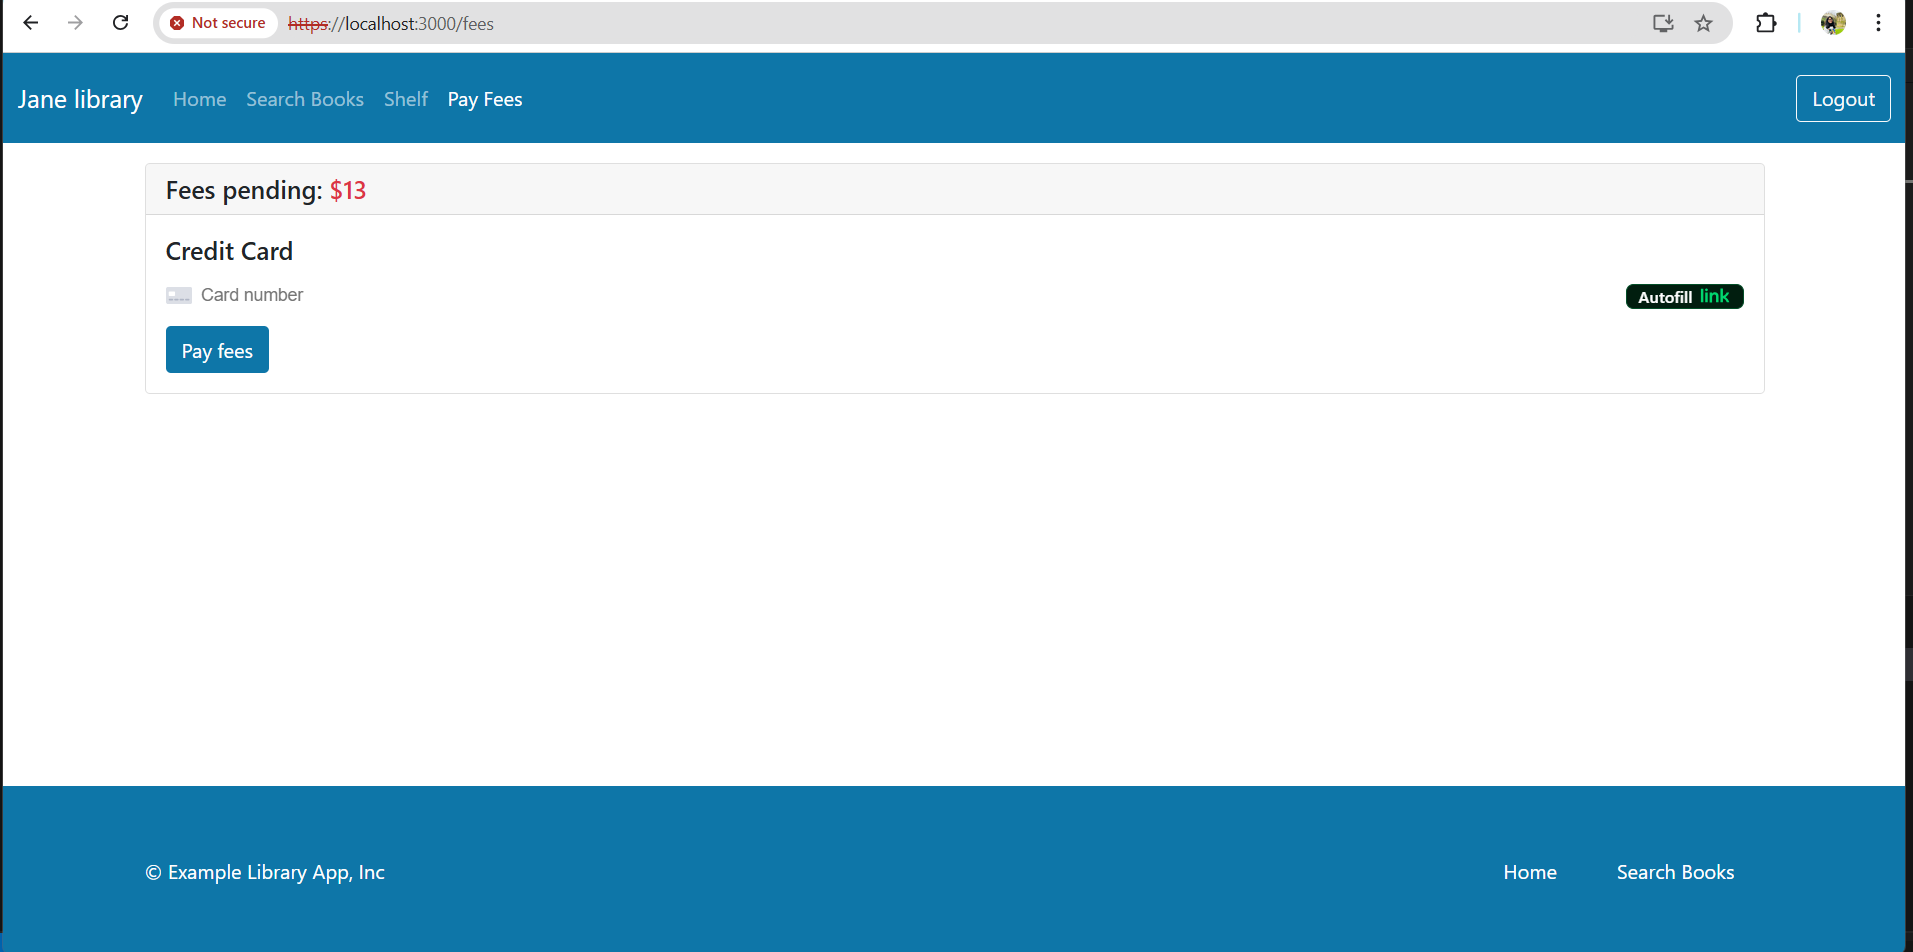 Not secure https://localhost:3000/fees
Jane library Home Search Books Shelf Pay Fees Logout
Fees pending: $13
Credit Card
Card number Autofill link
Pay fees
© Example Library App, Inc Home Search Books